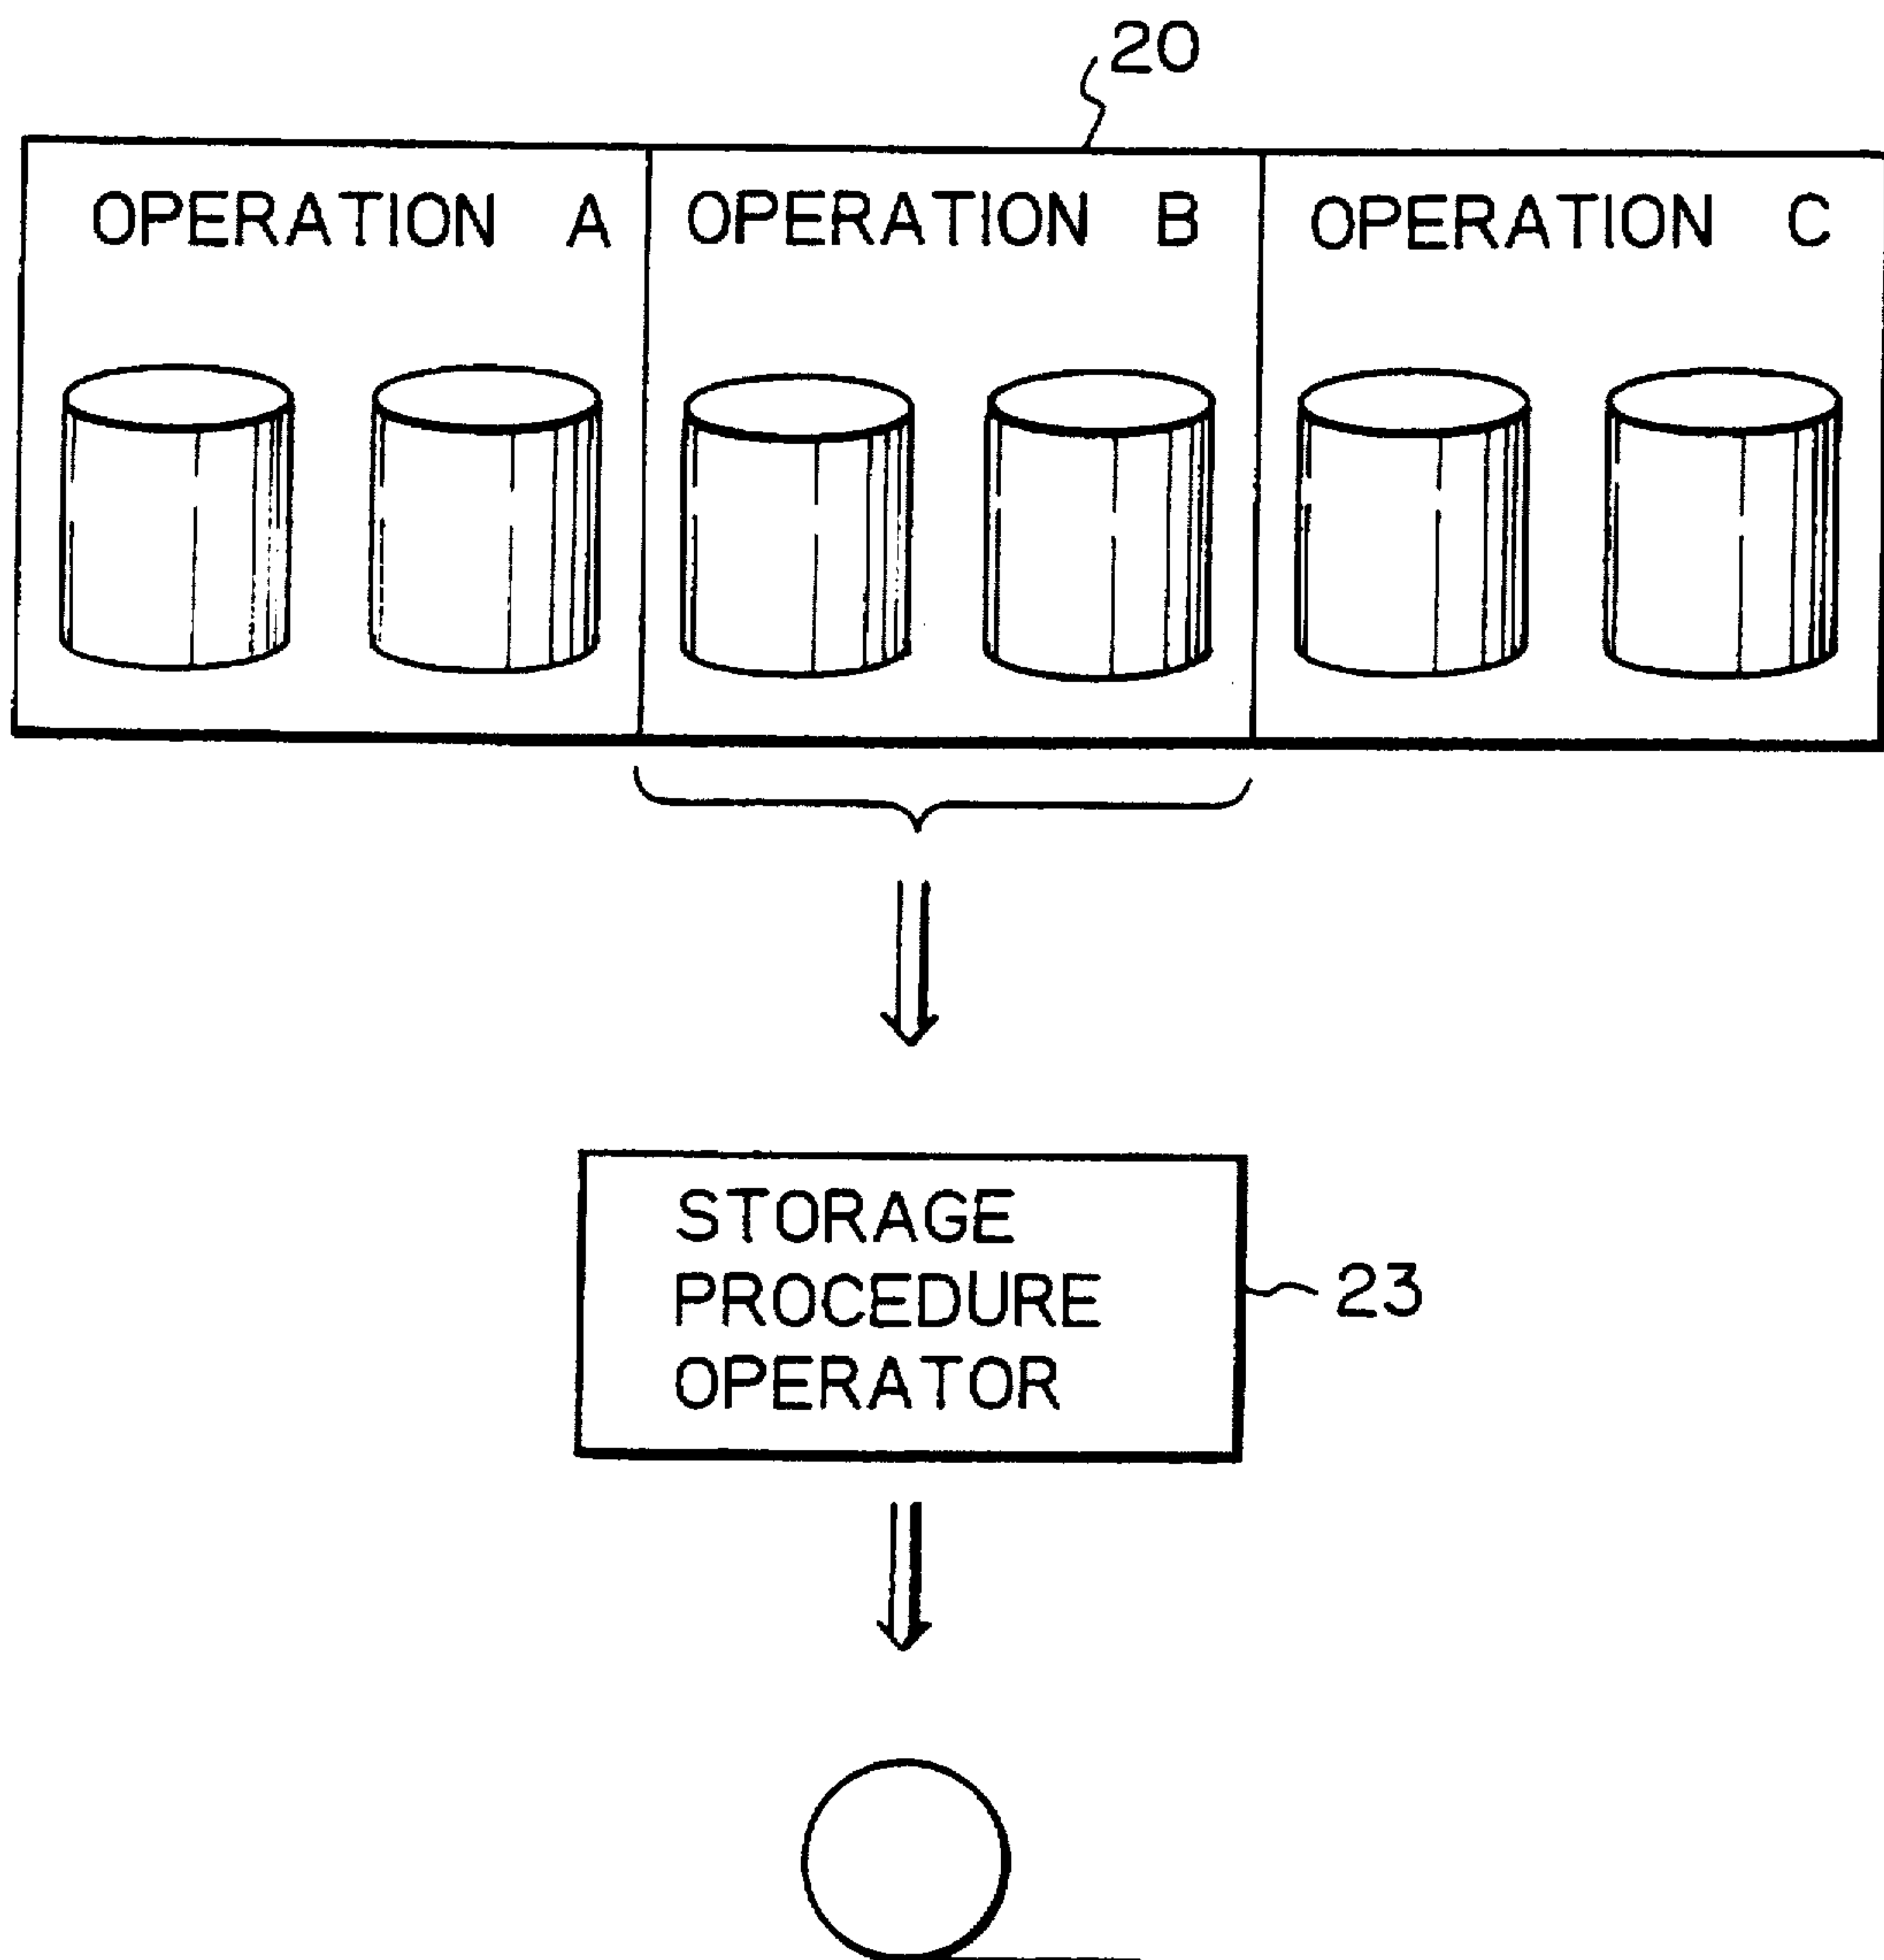 20
OPERATION A OPERATION B OPERATION C
STORAGE
PROCEDURE
OPERATOR
23